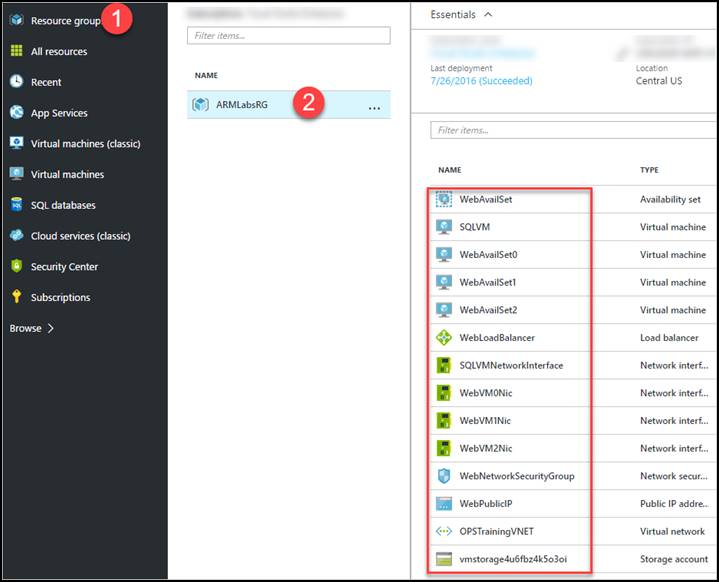 Resource group
1
All resources
Recent
App Services
Virtual machines (classic)
Virtual machines
SQL databases
Cloud services (classic)
Security Center
Subscriptions
Browse
Filter items...
NAME
ARMLabsRG
2
...
Essentials
Last deployment
7/26/2016 (Succeeded)
Location
Central US
Filter items...
NAME TYPE
WebAvailSet Availability set
SQLVM Virtual machine
WebAvailSet0 Virtual machine
WebAvailSet1 Virtual machine
WebAvailSet2 Virtual machine
WebLoadBalancer Load balancer
SQLVMNetworkInterface Network interf...
WebVM0Nic Network interf...
WebVM1Nic Network interf...
WebVM2Nic Network interf...
WebNetworkSecurityGroup Network secur...
WebPublicIP Public IP addre...
OPSTrainingVNET Virtual network
vmstorage4u6fbz4k5o3oi Storage account